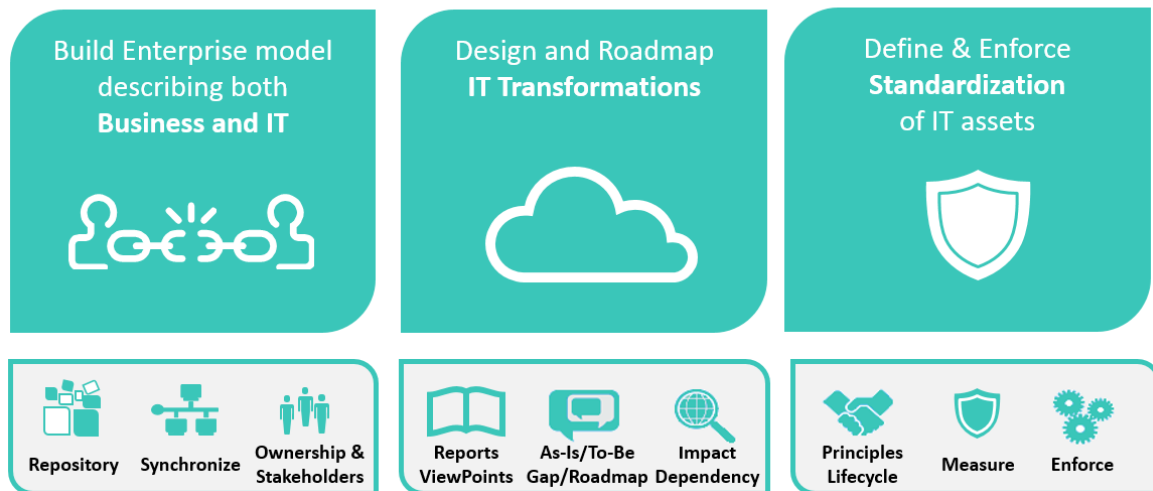 Build Enterprise model
describing both
Business and IT
Design and Roadmap
IT Transformations
Define & Enforce
Standardization
of IT assets
Repository
Synchronize
Ownership &
Stakeholders
Reports
ViewPoints
As-Is/To-Be
Gap/Roadmap
Impact
Dependency
Principles
Lifecycle
Measure
Enforce